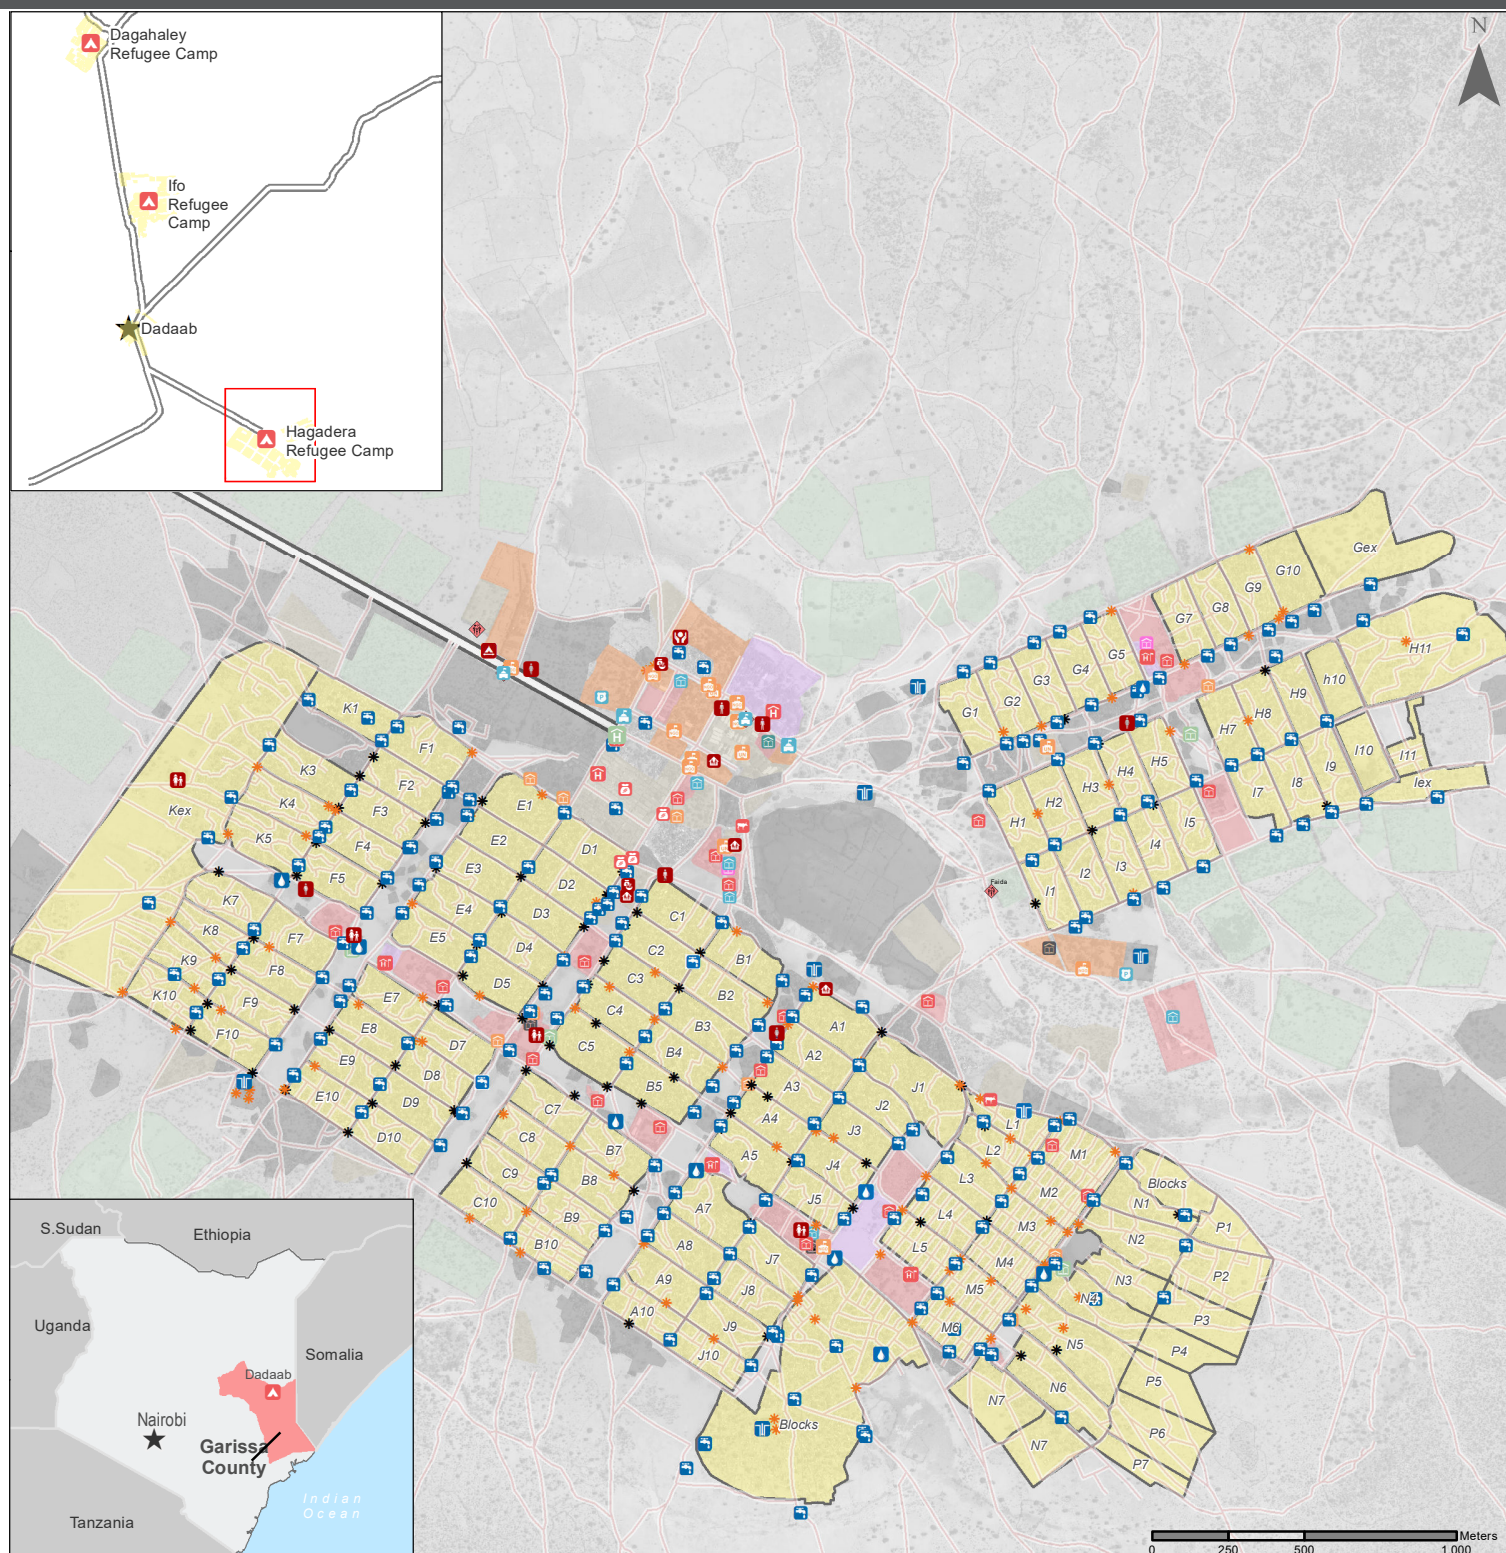 Dagahaley
Refugee Camp
Ifo
Refugee
Camp
Dadaab
Hagadera
Refugee Camp
N
Gex
G10
G9
G8
G7
G5
G4
G3
G2
G1
H11
h10
H9
H8
H7
I10
I11
Iex
I9
I8
I7
H5
H4
H3
H2
H1
I5
I4
I3
I2
I1
Faida
K1
F1
K3
F2
K4
F3
Kex
K5
F4
F5
K7
K8
F7
K9
F8
K10
F9
F10
E1
E2
D1
E3
D2
E4
D3
E5
D4
D5
E7
E8
D7
E9
D8
E10
D9
D10
C1
C2
B1
C3
B2
C4
B3
C5
B4
B5
C7
C8
B7
C9
B8
C10
B9
B10
A1
A2
A3
J1
A4
J2
J3
A5
J4
J5
A7
A8
J7
A9
J8
A10
J9
J10
L1
L2
M1
L3
M2
L4
M3
L5
M4
M5
M6
Blocks
N1
P1
N2
P2
N3
N4
P3
N5
P4
N6
P5
N7
P6
N7
P7
Blocks
S.Sudan
Ethiopia
Uganda
Somalia
Dadaab
Nairobi
Garissa
County
Indian
Ocean
Tanzania
Meters
0 250 500 1,000